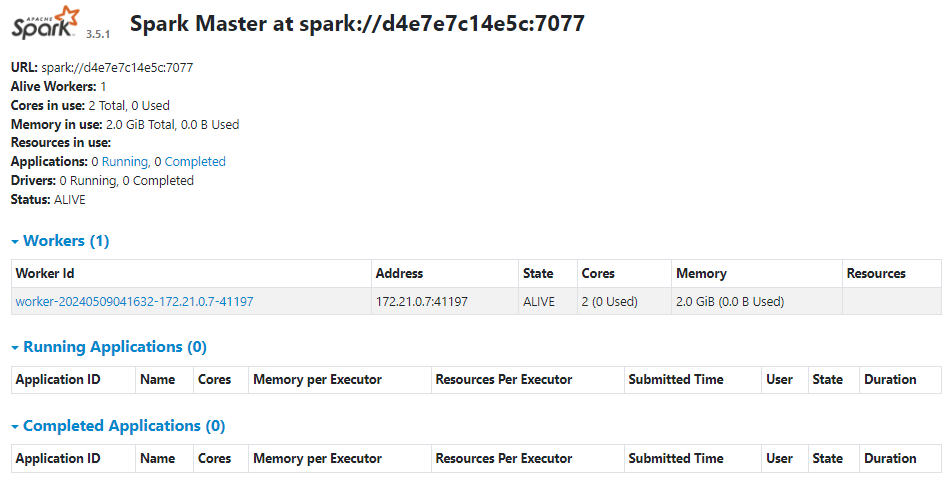 APACHE
Spark 3.5.1 Spark Master at spark://d4e7e7c14e5c:7077
URL: spark://d4e7e7c14e5c:7077
Alive Workers: 1
Cores in use: 2 Total, 0 Used
Memory in use: 2.0 GiB Total, 0.0 B Used
Resources in use:
Applications: 0 Running, 0 Completed
Drivers: 0 Running, 0 Completed
Status: ALIVE
Workers (1)
Worker Id Address State Cores Memory Resources
worker-20240509041632-172.21.0.7-41197 172.21.0.7:41197 ALIVE 2 (0 Used) 2.0 GiB (0.0 B Used)
Running Applications (0)
Application ID Name Cores Memory per Executor Resources Per Executor Submitted Time User State Duration
Completed Applications (0)
Application ID Name Cores Memory per Executor Resources Per Executor Submitted Time User State Duration